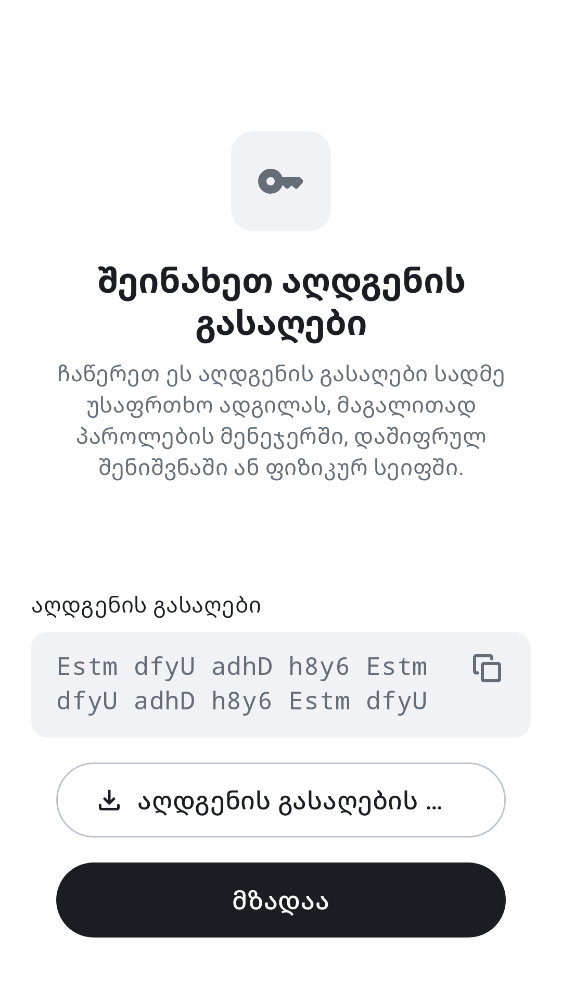 შეინახეთ აღდგენის
გასაღები
ჩაწერეთ ეს აღდგენის გასაღები სადმე
უსაფრთხო ადგილას, მაგალითად
პაროლების მენეჯერში, დაშიფრულ
შენიშვნაში ან ფიზიკურ სეიფში.
აღდგენის გასაღები
Estm dfyU adhD h8y6 Estm
dfyU adhD h8y6 Estm dfyU
აღდგენის გასაღების ...
მზადაა